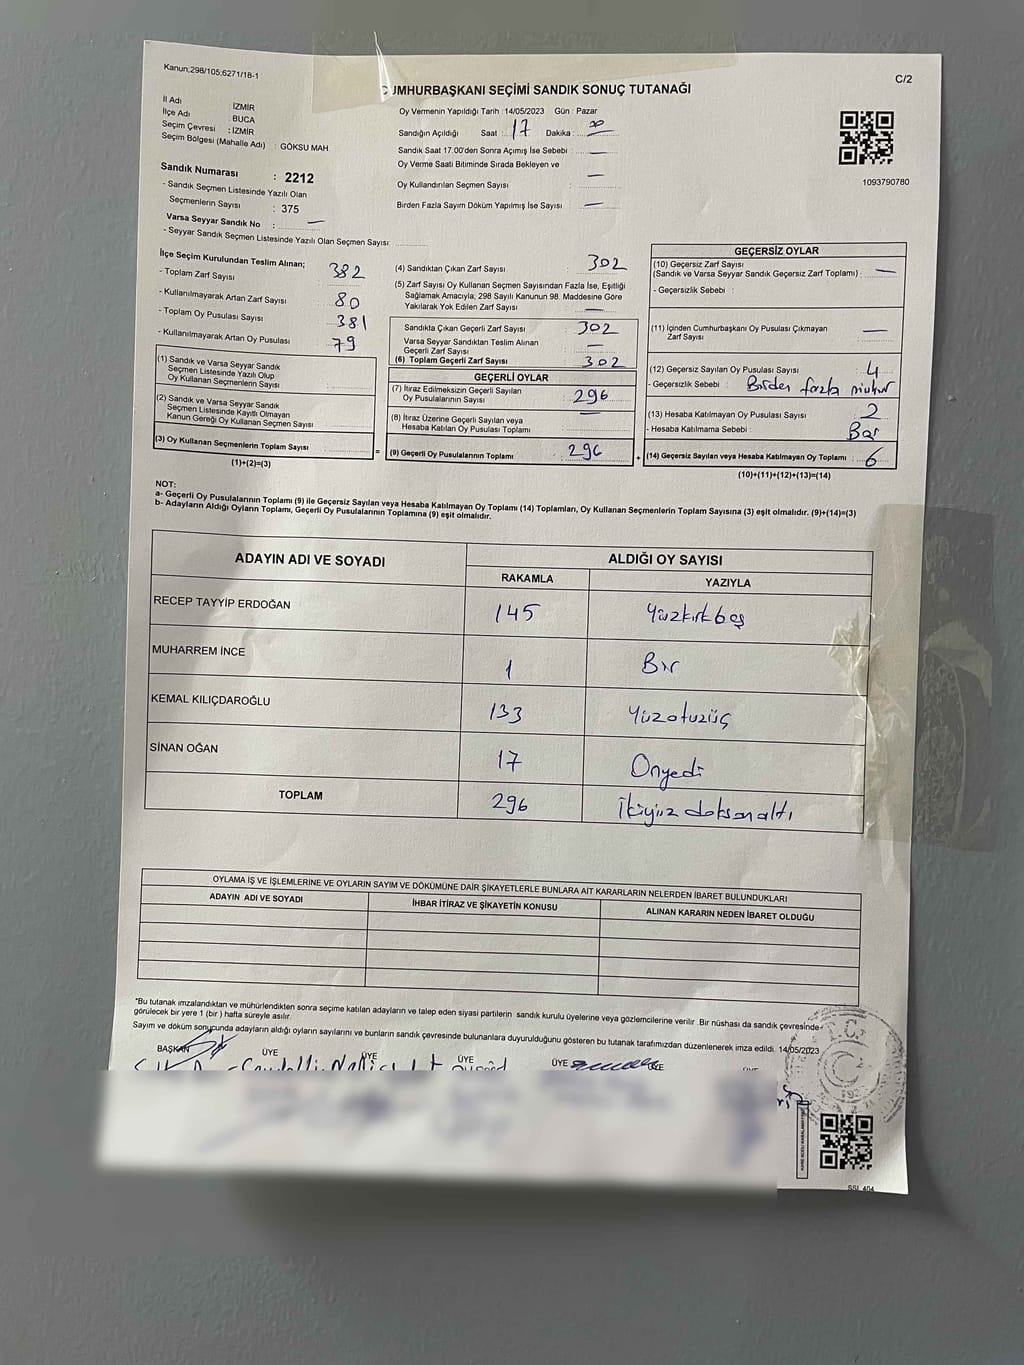 Kanun;298/105;6271/18-1
C/2
CUMHURBAŞKANI SEÇİMİ SANDIK SONUÇ TUTANAĞI
İl Adı : İZMİR
İlçe Adı : BUCA
Seçim Çevresi : İZMİR
Seçim Bölgesi (Mahalle Adı) : GÖKSU MAH.
Sandık Numarası : 2212
- Sandık Seçmen Listesinde Yazılı Olan
Seçmenlerin Sayısı : 375
Varsa Seyyar Sandık No : —
- Seyyar Sandık Seçmen Listesinde Yazılı Olan Seçmen Sayısı:
Oy Vermenin Yapıldığı Tarih :14/05/2023 Gün : Pazar
Sandığın Açıldığı Saat : 17 Dakika :
Sandık Saat 17.00'den Sonra Açımış İse Sebebi : —
Oy Verme Saati Bitiminde Sırada Bekleyen ve
Oy Kullandırılan Seçmen Sayısı : —
Birden Fazla Sayım Döküm Yapılmış İse Sayısı : —
1093790780
İlçe Seçim Kurulundan Teslim Alınan;
- Toplam Zarf Sayısı : 382
- Kullanılmayarak Artan Zarf Sayısı : 80
- Toplam Oy Pusulası Sayısı : 381
- Kullanılmayarak Artan Oy Pusulası : 79
(1) Sandık ve Varsa Seyyar Sandık
Seçmen Listesinde Yazılı Olup
Oy Kullanan Seçmenlerin Sayısı :
(2) Sandık ve Varsa Seyyar Sandık
Seçmen Listesinde Kayıtlı Olmayan
Kanun Gereği Oy Kullanan Seçmen Sayısı :
(3) Oy Kullanan Seçmenlerin Toplam Sayısı : =
(1)+(2)=(3)
(4) Sandıktan Çıkan Zarf Sayısı : 302
(5) Zarf Sayısı Oy Kullanan Seçmen Sayısından Fazla İse, Eşitliği
Sağlamak Amacıyla, 298 Sayılı Kanunun 98. Maddesine Göre
Yakılarak Yok Edilen Zarf Sayısı : —
Sandıkta Çıkan Geçerli Zarf Sayısı : 302
Varsa Seyyar Sandıktan Teslim Alınan
Geçerli Zarf Sayısı : —
(6) Toplam Geçerli Zarf Sayısı : 302
GEÇERLİ OYLAR
(7) İtiraz Edilmeksizin Geçerli Sayılan
Oy Pusulalarının Sayısı : 296
(8) İtiraz Üzerine Geçerli Sayılan veya
Hesaba Katılan Oy Pusulası Toplamı : —
(9) Geçerli Oy Pusulalarının Toplamı : 296 +
GEÇERSİZ OYLAR
(10) Geçersiz Zarf Sayısı
(Sandık ve Varsa Seyyar Sandık Geçersiz Zarf Toplamı) : —
- Geçersizlik Sebebi :
(11) İçinden Cumhurbaşkanı Oy Pusulası Çıkmayan
Zarf Sayısı : —
(12) Geçersiz Sayılan Oy Pusulası Sayısı : 4
- Geçersizlik Sebebi : Birden fazla mühür
(13) Hesaba Katılmayan Oy Pusulası Sayısı : 2
- Hesaba Katılmama Sebebi : Boş
(14) Geçersiz Sayılan veya Hesaba Katılmayan Oy Toplamı : 6
(10)+(11)+(12)+(13)=(14)
NOT:
a- Geçerli Oy Pusulalarının Toplamı (9) ile Geçersiz Sayılan veya Hesaba Katılmayan Oy Toplamı (14) Toplamları, Oy Kullanan Seçmenlerin Toplam Sayısına (3) eşit olmalıdır. (9)+(14)=(3)
b- Adayların Aldığı Oyların Toplamı, Geçerli Oy Pusulalarının Toplamına (9) eşit olmalıdır.
ADAYIN ADI VE SOYADI ALDIĞI OY SAYISI
RAKAMLA YAZIYLA
RECEP TAYYİP ERDOĞAN 145 Yüzkırkbeş
MUHARREM İNCE 1 Bir
KEMAL KILIÇDAROĞLU 133 Yüzotuzüç
SİNAN OĞAN 17 Onyedi
TOPLAM 296 İkiyüz doksanaltı
OYLAMA İŞ VE İŞLEMLERİNE VE OYLARIN SAYIM VE DÖKÜMÜNE DAİR ŞİKAYETLERLE BUNLARA AİT KARARLARIN NELERDEN İBARET BULUNDUKLARI
ADAYIN ADI VE SOYADI İHBAR İTİRAZ VE ŞİKAYETİN KONUSU ALINAN KARARIN NEDEN İBARET OLDUĞU
*Bu tutanak imzalandıktan ve mühürlendikten sonra seçime katılan adayların ve talep eden siyasi partilerin sandık kurulu üyelerine veya gözlemcilerine verilir. Bir nüshası da sandık çevresinde
görülecek bir yere 1 (bir ) hafta süreyle asılır.
Sayım ve döküm sonucunda adayların aldığı oyların sayılarını ve bunların sandık çevresinde bulunanlara duyurulduğunu gösteren bu tutanak tarafımızdan düzenlenerek imza edildi. 14/05/2023
BAŞKAN ÜYE ÜYE ÜYE ÜYE
T.C.
SSI_404